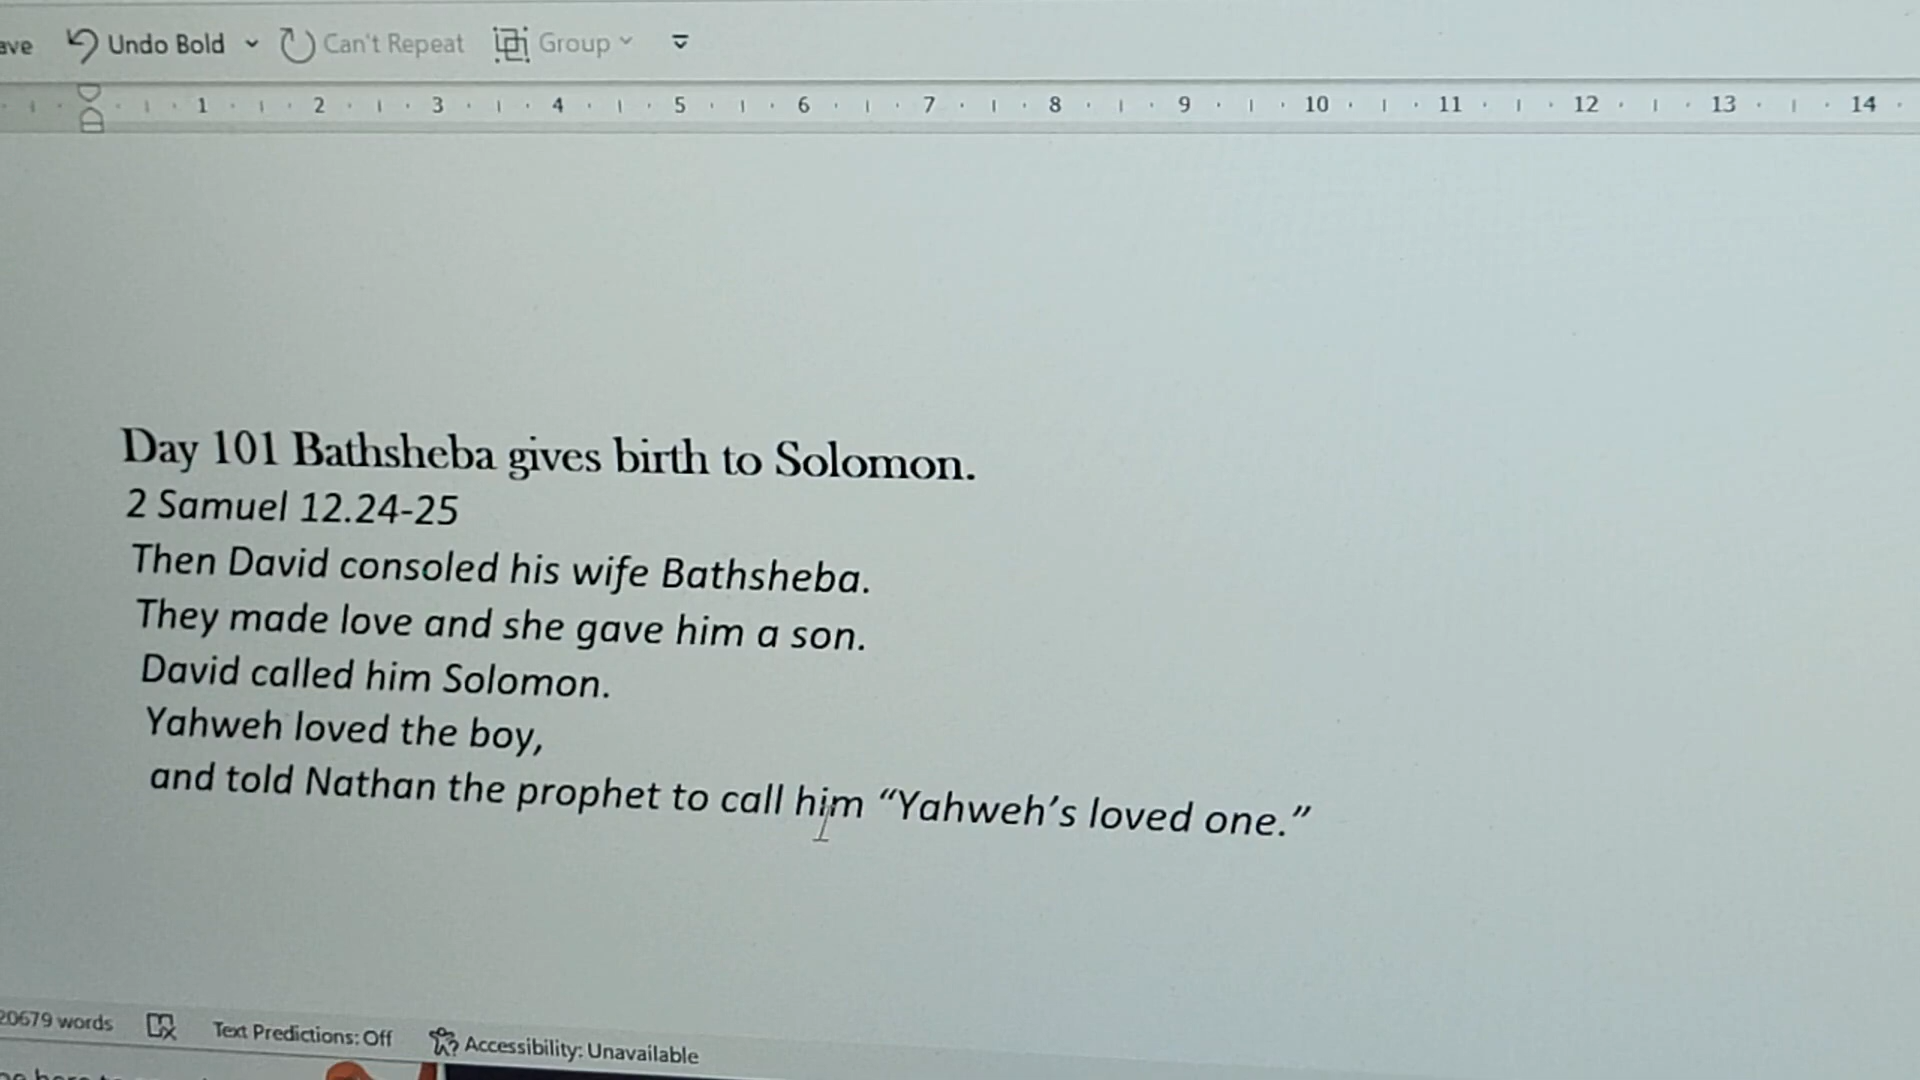 Undo Bold Can't Repeat Group
1 2 3 4 5 6 7 8 9 10 11 12 13 14
Day 101 Bathsheba gives birth to Solomon.
2 Samuel 12.24-25
Then David consoled his wife Bathsheba.
They made love and she gave him a son.
David called him Solomon.
Yahweh loved the boy,
and told Nathan the prophet to call him “Yahweh’s loved one.”
20679 words Text Predictions: Off Accessibility: Unavailable